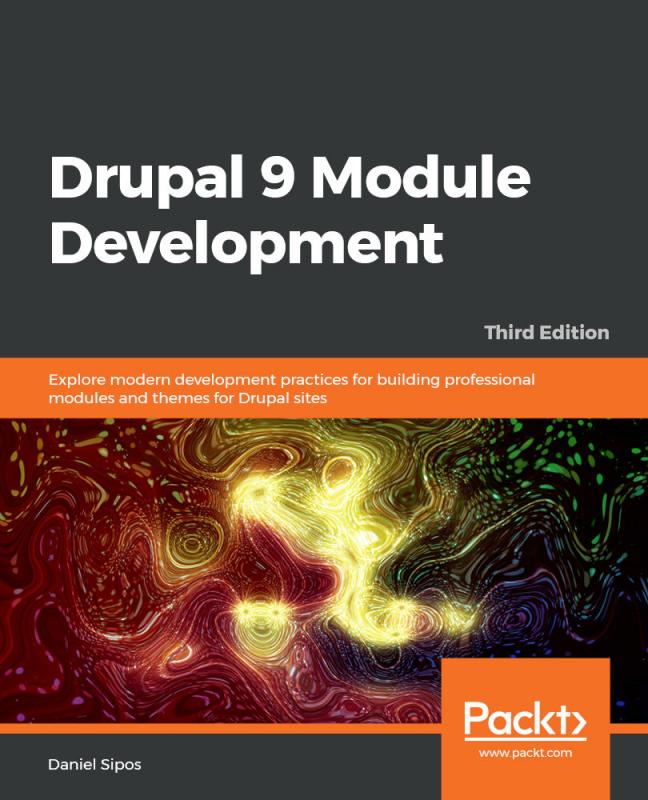 Drupal 9 Module
Development
Third Edition
Explore modern development practices for building professional
modules and themes for Drupal sites
Packt>
www.packt.com
Daniel Sipos